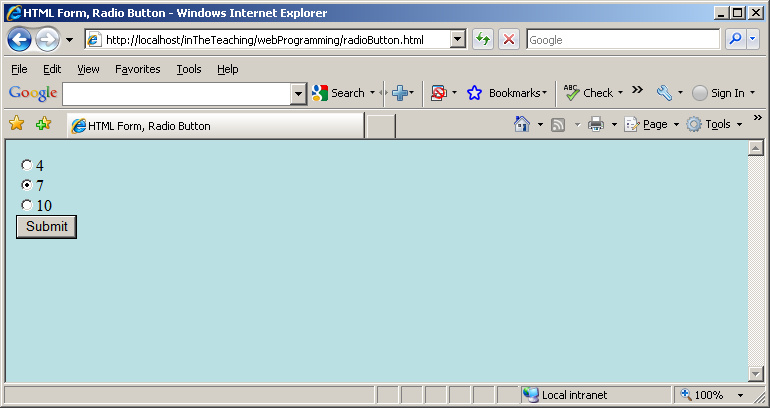 HTML Form, Radio Button - Windows Internet Explorer
http://localhost/inTheTeaching/webProgramming/radioButton.html Google
File Edit View Favorites Tools Help
Google Search ABC Check » Bookmarks Sign In
HTML Form, Radio Button Page Tools »
4
7
10
Submit
Local intranet 100%